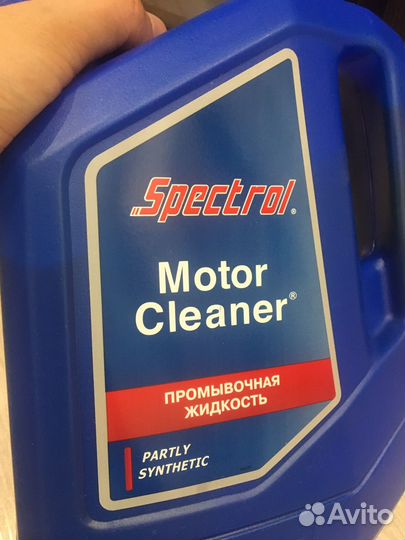 Spectrol®
Motor
Cleaner®
ПРОМЫВОЧНАЯ
ЖИДКОСТЬ
PARTLY
SYNTHETIC
Avito